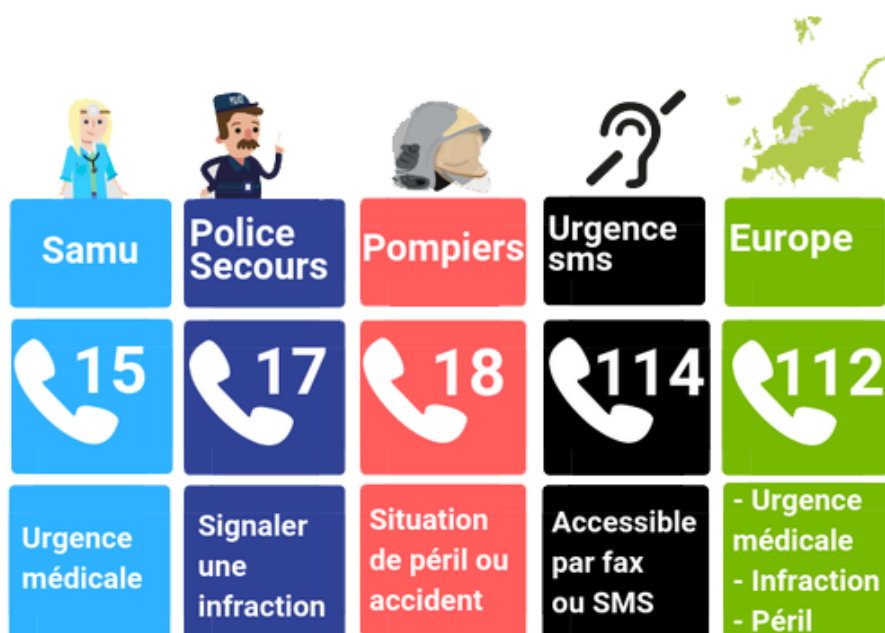 Samu
Police
Secours
Pompiers
Urgence
sms
Europe
15
17
18
114
112
Urgence
médicale
Signaler
une
infraction
Situation
de péril ou
accident
Accessible
par fax
ou SMS
- Urgence
médicale
- Infraction
- Péril